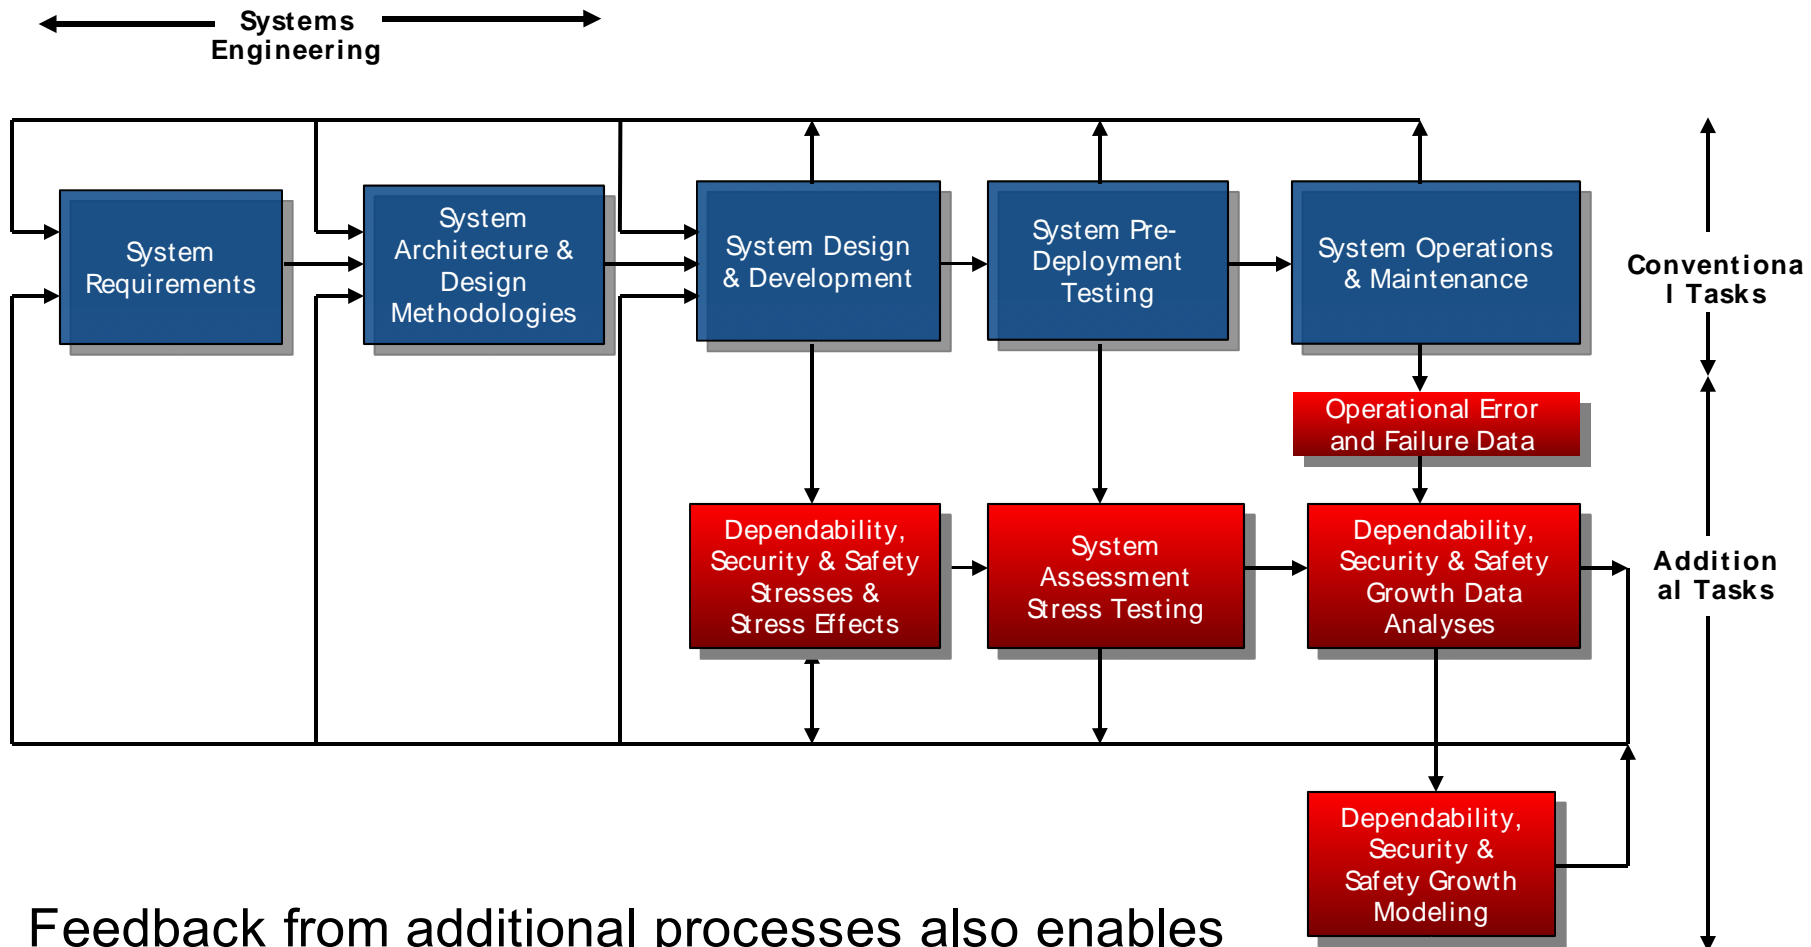 Systems
Engineering
System
Requirements
System
Architecture &
Design
Methodologies
System Design
& Development
System Pre-
Deployment
Testing
System Operations
& Maintenance
Conventiona
l Tasks
Operational Error
and Failure Data
Dependability,
Security & Safety
Stresses &
Stress Effects
System
Assessment
Stress Testing
Dependability,
Security & Safety
Growth Data
Analyses
Addition
al Tasks
Dependability,
Security &
Safety Growth
Modeling
Feedback from additional processes also enables